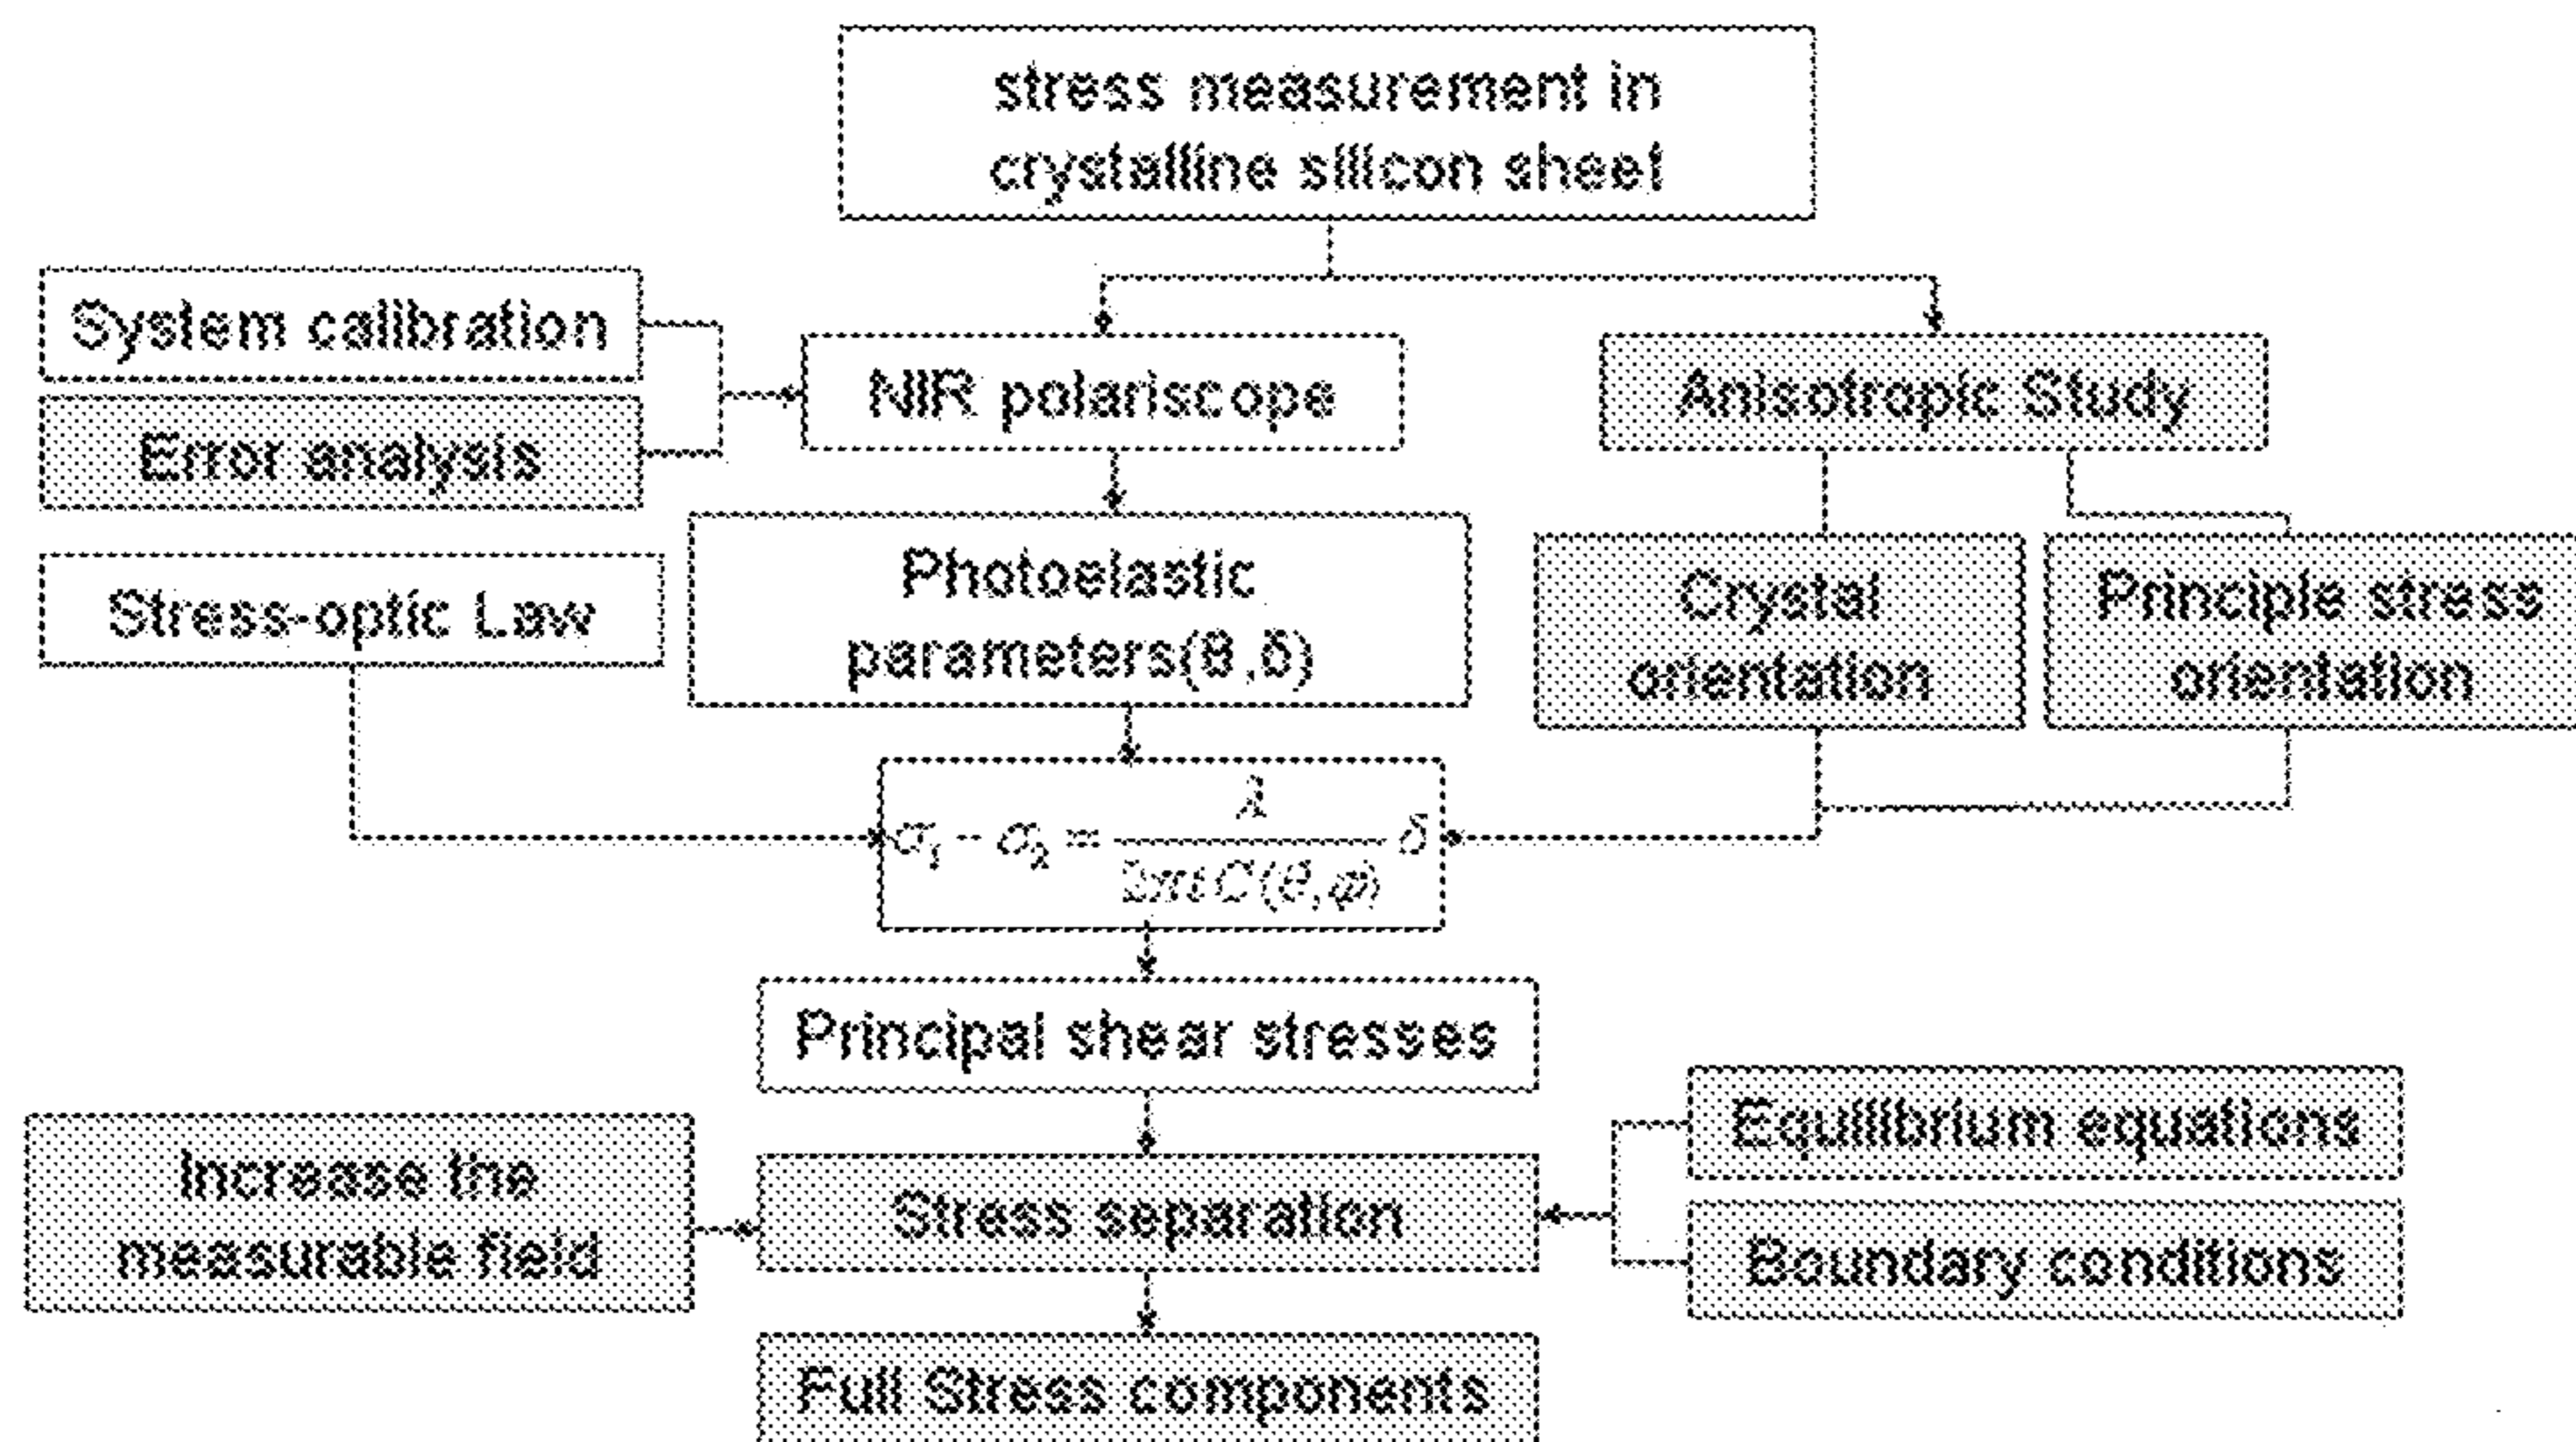 stress measurement in
crystalline silicon sheet
System calibration
Error analysis
NIR polariscope
Anisotropic Study
Stress-optic Law
Photoelastic
parameters(θ,δ)
Crystal
orientation
Principle stress
orientation
σ₁ - σ₂ = λ / 2πtC(θ,φ) δ
Principal shear stresses
Increase the
measurable field
Stress separation
Equilibrium equations
Boundary conditions
Full Stress components